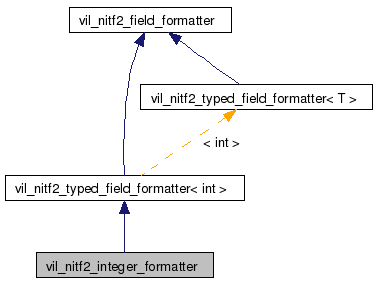 vil_nitf2_field_formatter
vil_nitf2_typed_field_formatter< T >
< int >
vil_nitf2_typed_field_formatter< int >
vil_nitf2_integer_formatter